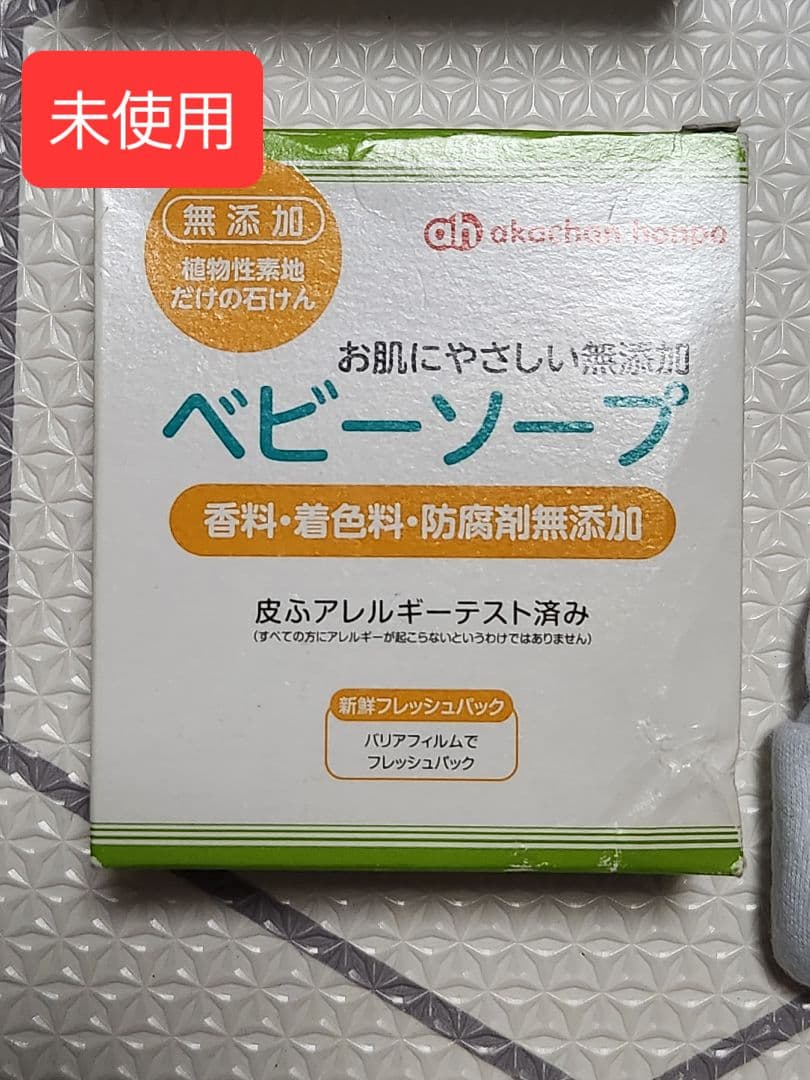 未使用
無添加
植物性素地
だけの石けん
ah akachan honpo
お肌にやさしい無添加
ベビーソープ
香料・着色料・防腐剤無添加
皮ふアレルギーテスト済み
(すべての方にアレルギーが起こらないというわけではありません)
新鮮フレッシュパック
バリアフィルムで
フレッシュパック